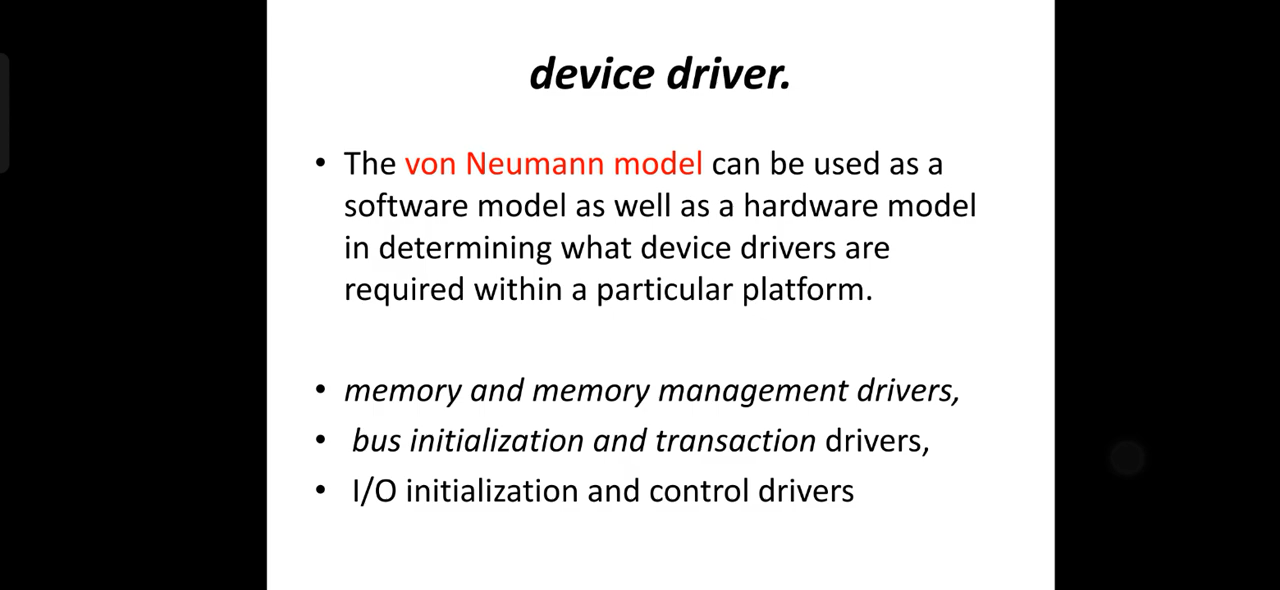 device driver.
• The von Neumann model can be used as a
software model as well as a hardware model
in determining what device drivers are
required within a particular platform.
• memory and memory management drivers,
• bus initialization and transaction drivers,
• I/O initialization and control drivers